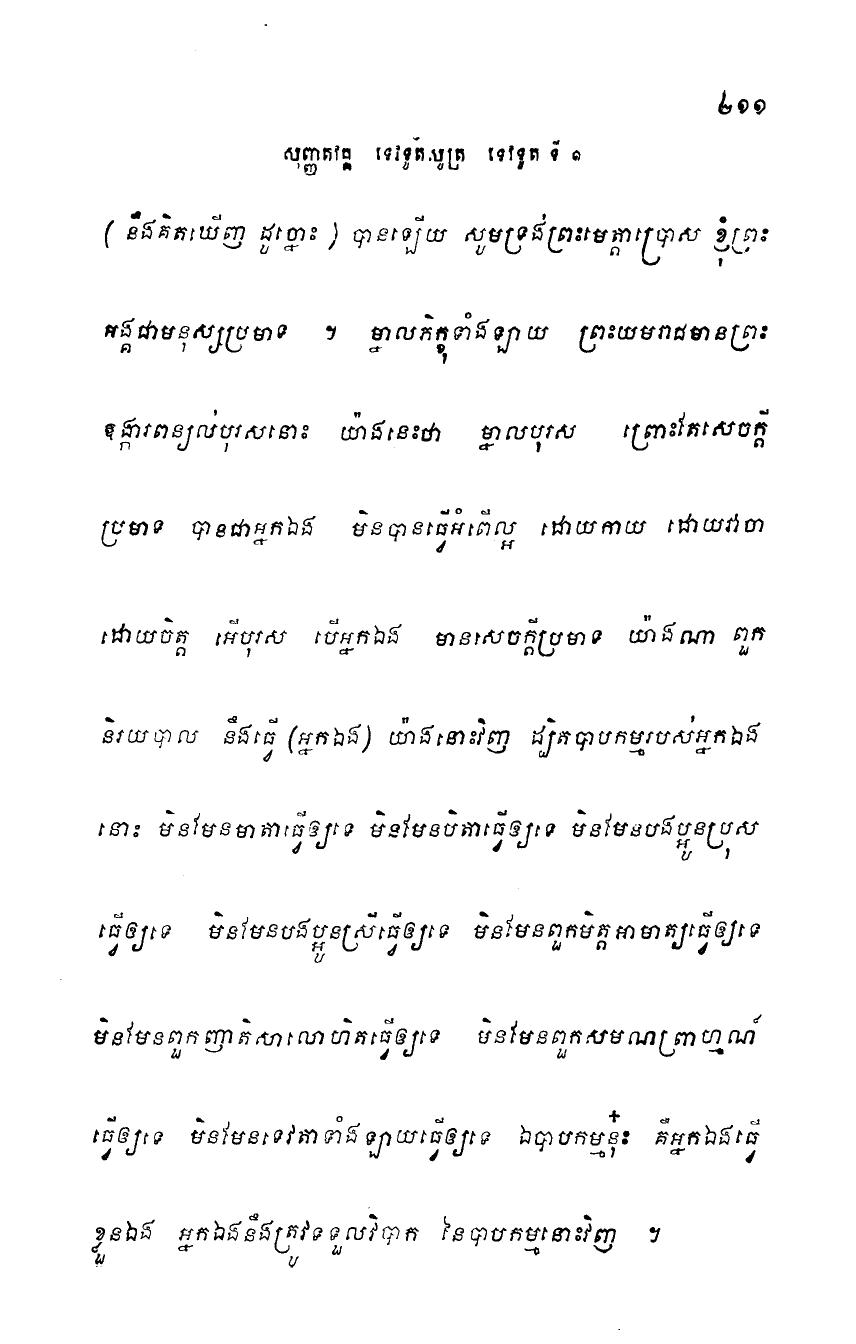 ២១១
សុញ្ញតវគ្គ ទេវទូតសូត្រ ទេវទូត ទី ១
( នឹងគិតឃើញ ដូច្នោះ ) បានឡើយ សូមទ្រង់ព្រះមេត្តាប្រោស ខ្ញុំព្រះ
អង្គជាមនុស្សប្រមាទ ។ ម្នាលភិក្ខុទាំងឡាយ ព្រះយមរាជមានព្រះ
ឱង្ការពន្យល់បុរសនោះ យ៉ាងនេះថា ម្នាលបុរស ព្រោះតែសេចក្តី
ប្រមាទ បានជាអ្នកឯង មិនបានធ្វើអំពើល្អ ដោយកាយ ដោយវាចា
ដោយចិត្ត អើបុរស បើអ្នកឯង មានសេចក្តីប្រមាទ យ៉ាងណា ពួក
និរយបាល នឹងធ្វើ (អ្នកឯង) យ៉ាងនោះវិញ ដ្បិតបាបកម្មរបស់អ្នកឯង
នោះ មិនមែនមាតាធ្វើឲ្យទេ មិនមែនបិតាធ្វើឲ្យទេ មិនមែនបងប្អូនប្រុស
ធ្វើឲ្យទេ មិនមែនបងប្អូនស្រីធ្វើឲ្យទេ មិនមែនពួកមិត្តអាមាត្យធ្វើឲ្យទេ
មិនមែនពួកញាតិសាលោហិតធ្វើឲ្យទេ មិនមែនពួកសមណព្រាហ្មណ៍
ធ្វើឲ្យទេ មិនមែនទេវតាទាំងឡាយធ្វើឲ្យទេ ឯបាបកម្មនុ៎ះ គឺអ្នកឯងធ្វើ
ខ្លួនឯង អ្នកឯងនឹងត្រូវទទួលវិបាក នៃបាបកម្មនោះវិញ ។